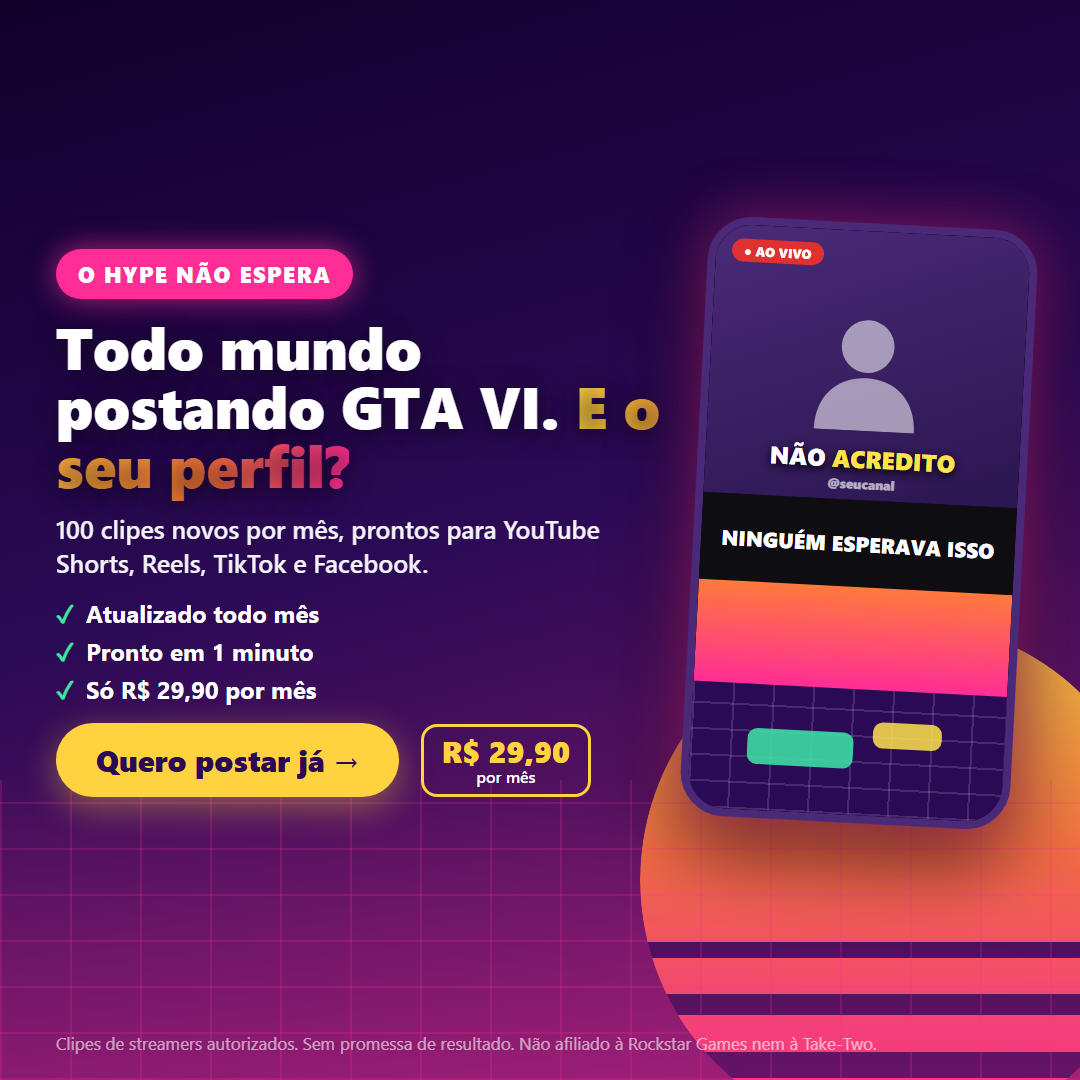 O HYPE NÃO ESPERA
Todo mundo
postando GTA VI. E o
seu perfil?
100 clipes novos por mês, prontos para YouTube
Shorts, Reels, TikTok e Facebook.
✓ Atualizado todo mês
✓ Pronto em 1 minuto
✓ Só R$ 29,90 por mês
Quero postar já →
R$ 29,90
por mês
• AO VIVO
NÃO ACREDITO
@seucanal
NINGUÉM ESPERAVA ISSO
Clipes de streamers autorizados. Sem promessa de resultado. Não afiliado à Rockstar Games nem à Take-Two.